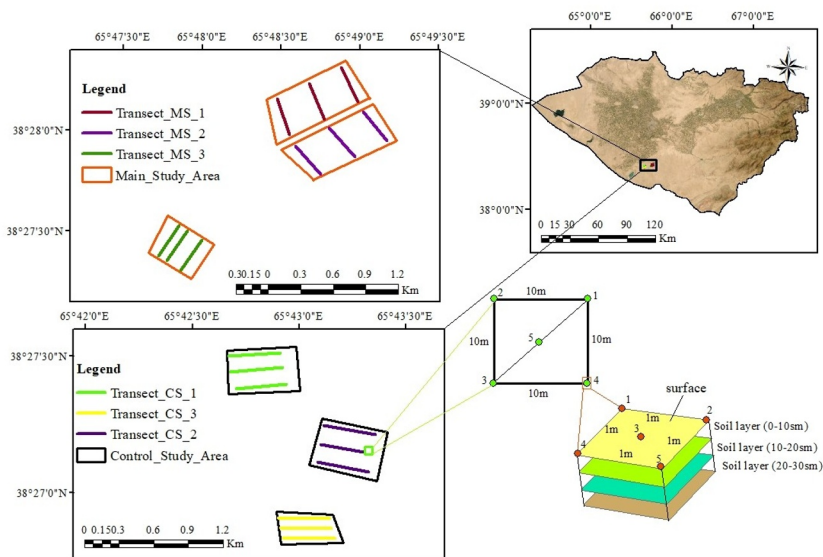 65°47'30"E 65°48'0"E 65°48'30"E 65°49'0"E 65°49'30"E
Legend
Transect_MS_1
Transect_MS_2
Transect_MS_3
Main_Study_Area
38°28'0"N
38°27'30"N
0.30.15 0 0.3 0.6 0.9 1.2
Km
65°0'0"E 66°0'0"E 67°0'0"E
39°0'0"N
38°0'0"N
0 15 30 60 90 120
Km
65°42'0"E 65°42'30"E 65°43'0"E 65°43'30"E
38°27'30"N
38°27'0"N
Legend
Transect_CS_1
Transect_CS_3
Transect_CS_2
Control_Study_Area
0 0.15 0.3 0.6 0.9 1.2
Km
2 10m 1
10m 5 10m
3 10m 4
surface
1 1m 2
1m 3 1m
4 1m 5
Soil layer (0-10sm)
Soil layer (10-20sm)
Soil layer (20-30sm)